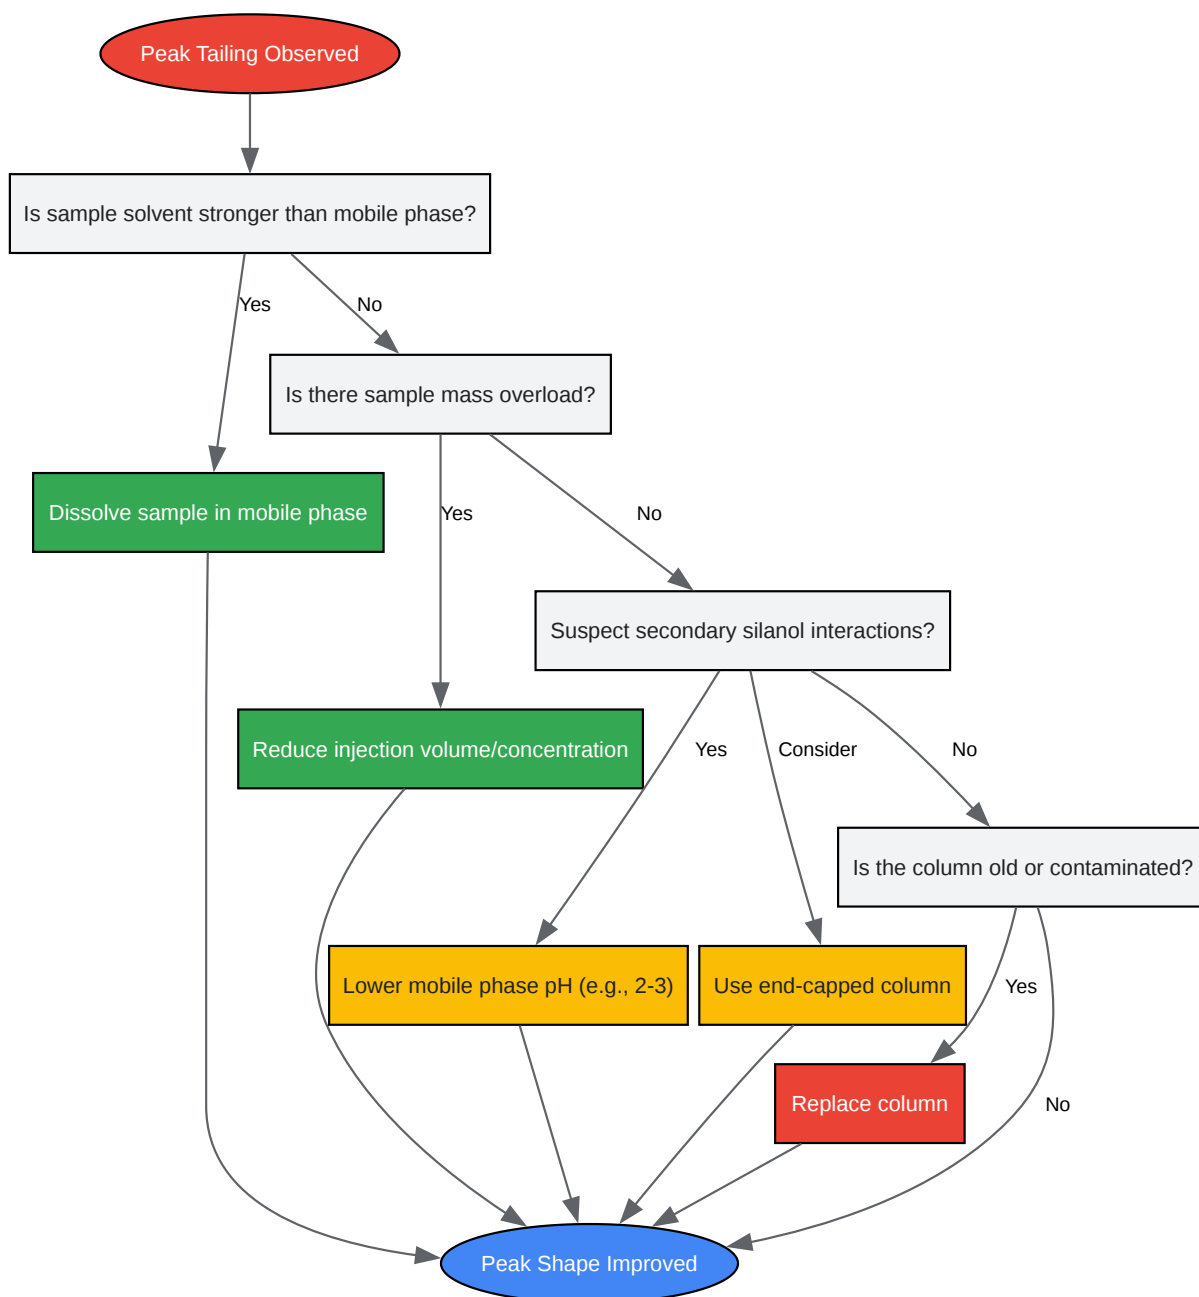 Peak Tailing Observed
Is sample solvent stronger than mobile phase?
Yes
No
Is there sample mass overload?
Dissolve sample in mobile phase
Yes
No
Suspect secondary silanol interactions?
Reduce injection volume/concentration
Yes
Consider
No
Is the column old or contaminated?
Lower mobile phase pH (e.g., 2-3)
Use end-capped column
Yes
Replace column
No
Peak Shape Improved